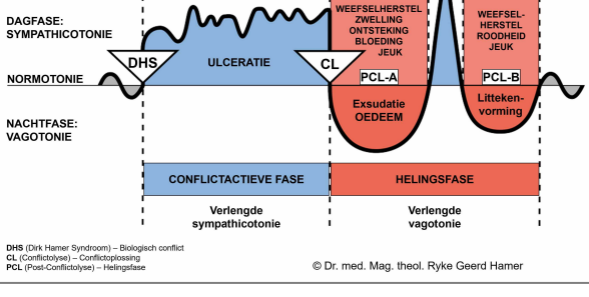 DAGFASE:
SYMPATHICOTONIE
WEEFSELHERSTEL
ZWELLING
ONTSTEKING
BLOEDING
JEUK
WEEFSEL-
HERSTEL
ROODHEID
JEUK
DHS
ULCERATIE
CL
PCL-A
PCL-B
NORMOTONIE
Exsudatie
OEDEEM
Litteken-
vorming
NACHTFASE:
VAGOTONIE
CONFLICTACTIEVE FASE
HELINGSFASE
Verlengde
sympathicotonie
Verlengde
vagotonie
DHS (Dirk Hamer Syndroom) – Biologisch conflict
CL (Conflictolyse) – Conflictoplossing
PCL (Post-Conflictolyse) – Helingsfase
© Dr. med. Mag. theol. Ryke Geerd Hamer